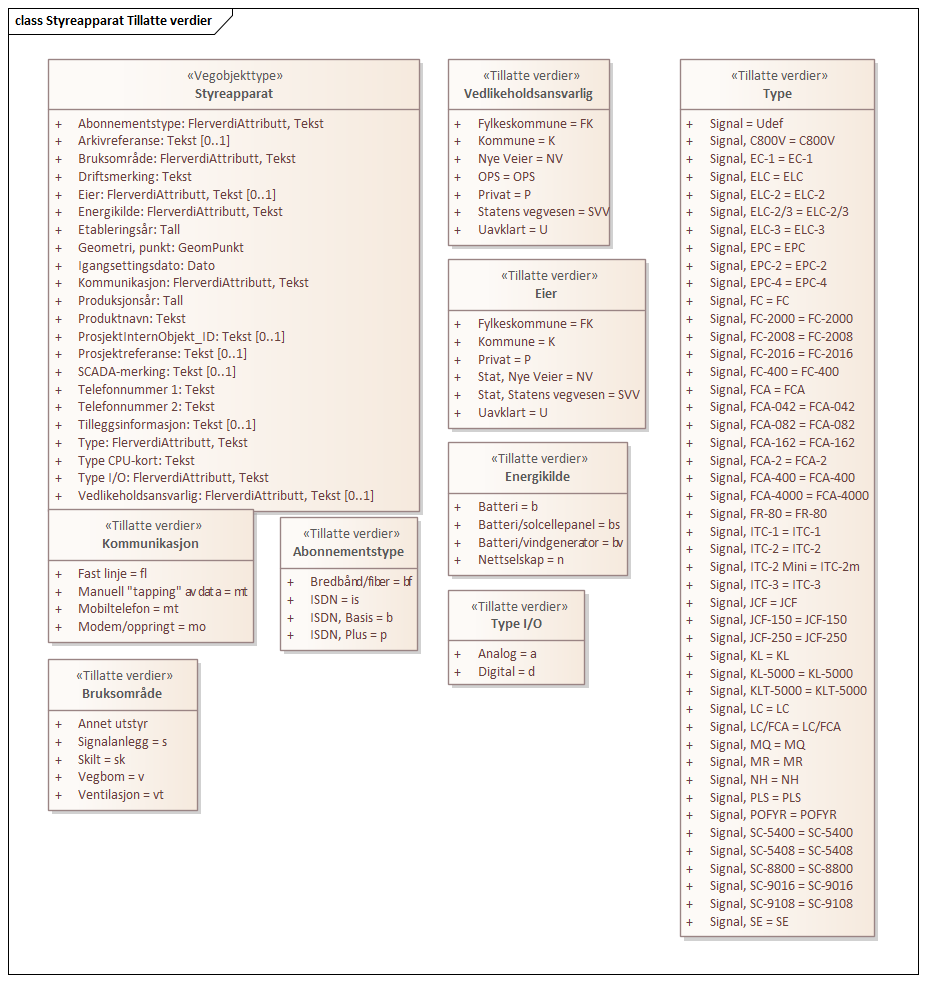 class Styreapparat Tillatte verdier
«Vegobjekttype»
Styreapparat
+ Abonnementstype: FlerverdiAttributt, Tekst
+ Arkivreferanse: Tekst [0..1]
+ Bruksområde: FlerverdiAttributt, Tekst
+ Driftsmerking: Tekst
+ Eier: FlerverdiAttributt, Tekst [0..1]
+ Energikilde: FlerverdiAttributt, Tekst
+ Etableringsår: Tall
+ Geometri, punkt: GeomPunkt
+ Igangsettingsdato: Dato
+ Kommunikasjon: FlerverdiAttributt, Tekst
+ Produksjonsår: Tall
+ Produktnavn: Tekst
+ ProsjektInternObjekt_ID: Tekst [0..1]
+ Prosjektreferanse: Tekst [0..1]
+ SCADA-merking: Tekst [0..1]
+ Telefonnummer 1: Tekst
+ Telefonnummer 2: Tekst
+ Tilleggsinformasjon: Tekst [0..1]
+ Type: FlerverdiAttributt, Tekst
+ Type CPU-kort: Tekst
+ Type I/O: FlerverdiAttributt, Tekst
+ Vedlikeholdsansvarlig: FlerverdiAttributt, Tekst [0..1]
«Tillatte verdier»
Kommunikasjon
+ Fast linje = fl
+ Manuell "tapping" av data = mt
+ Mobiltelefon = mt
+ Modem/oppringt = mo
«Tillatte verdier»
Abonnementstype
+ Bredbånd/fiber = bf
+ ISDN = is
+ ISDN, Basis = b
+ ISDN, Plus = p
«Tillatte verdier»
Bruksområde
+ Annet utstyr
+ Signalanlegg = s
+ Skilt = sk
+ Vegbom = v
+ Ventilasjon = vt
«Tillatte verdier»
Vedlikeholdsansvarlig
+ Fylkeskommune = FK
+ Kommune = K
+ Nye Veier = NV
+ OPS = OPS
+ Privat = P
+ Statens vegvesen = SVV
+ Uavklart = U
«Tillatte verdier»
Eier
+ Fylkeskommune = FK
+ Kommune = K
+ Privat = P
+ Stat, Nye Veier = NV
+ Stat, Statens vegvesen = SVV
+ Uavklart = U
«Tillatte verdier»
Energikilde
+ Batteri = b
+ Batteri/solcellepanel = bs
+ Batteri/vindgenerator = bv
+ Nettselskap = n
«Tillatte verdier»
Type I/O
+ Analog = a
+ Digital = d
«Tillatte verdier»
Type
+ Signal = Udef
+ Signal, C800V = C800V
+ Signal, EC-1 = EC-1
+ Signal, ELC = ELC
+ Signal, ELC-2 = ELC-2
+ Signal, ELC-2/3 = ELC-2/3
+ Signal, ELC-3 = ELC-3
+ Signal, EPC = EPC
+ Signal, EPC-2 = EPC-2
+ Signal, EPC-4 = EPC-4
+ Signal, FC = FC
+ Signal, FC-2000 = FC-2000
+ Signal, FC-2008 = FC-2008
+ Signal, FC-2016 = FC-2016
+ Signal, FC-400 = FC-400
+ Signal, FCA = FCA
+ Signal, FCA-042 = FCA-042
+ Signal, FCA-082 = FCA-082
+ Signal, FCA-162 = FCA-162
+ Signal, FCA-2 = FCA-2
+ Signal, FCA-400 = FCA-400
+ Signal, FCA-4000 = FCA-4000
+ Signal, FR-80 = FR-80
+ Signal, ITC-1 = ITC-1
+ Signal, ITC-2 = ITC-2
+ Signal, ITC-2 Mini = ITC-2m
+ Signal, ITC-3 = ITC-3
+ Signal, JCF = JCF
+ Signal, JCF-150 = JCF-150
+ Signal, JCF-250 = JCF-250
+ Signal, KL = KL
+ Signal, KL-5000 = KL-5000
+ Signal, KLT-5000 = KLT-5000
+ Signal, LC = LC
+ Signal, LC/FCA = LC/FCA
+ Signal, MQ = MQ
+ Signal, MR = MR
+ Signal, NH = NH
+ Signal, PLS = PLS
+ Signal, POFYR = POFYR
+ Signal, SC-5400 = SC-5400
+ Signal, SC-5408 = SC-5408
+ Signal, SC-8800 = SC-8800
+ Signal, SC-9016 = SC-9016
+ Signal, SC-9108 = SC-9108
+ Signal, SE = SE